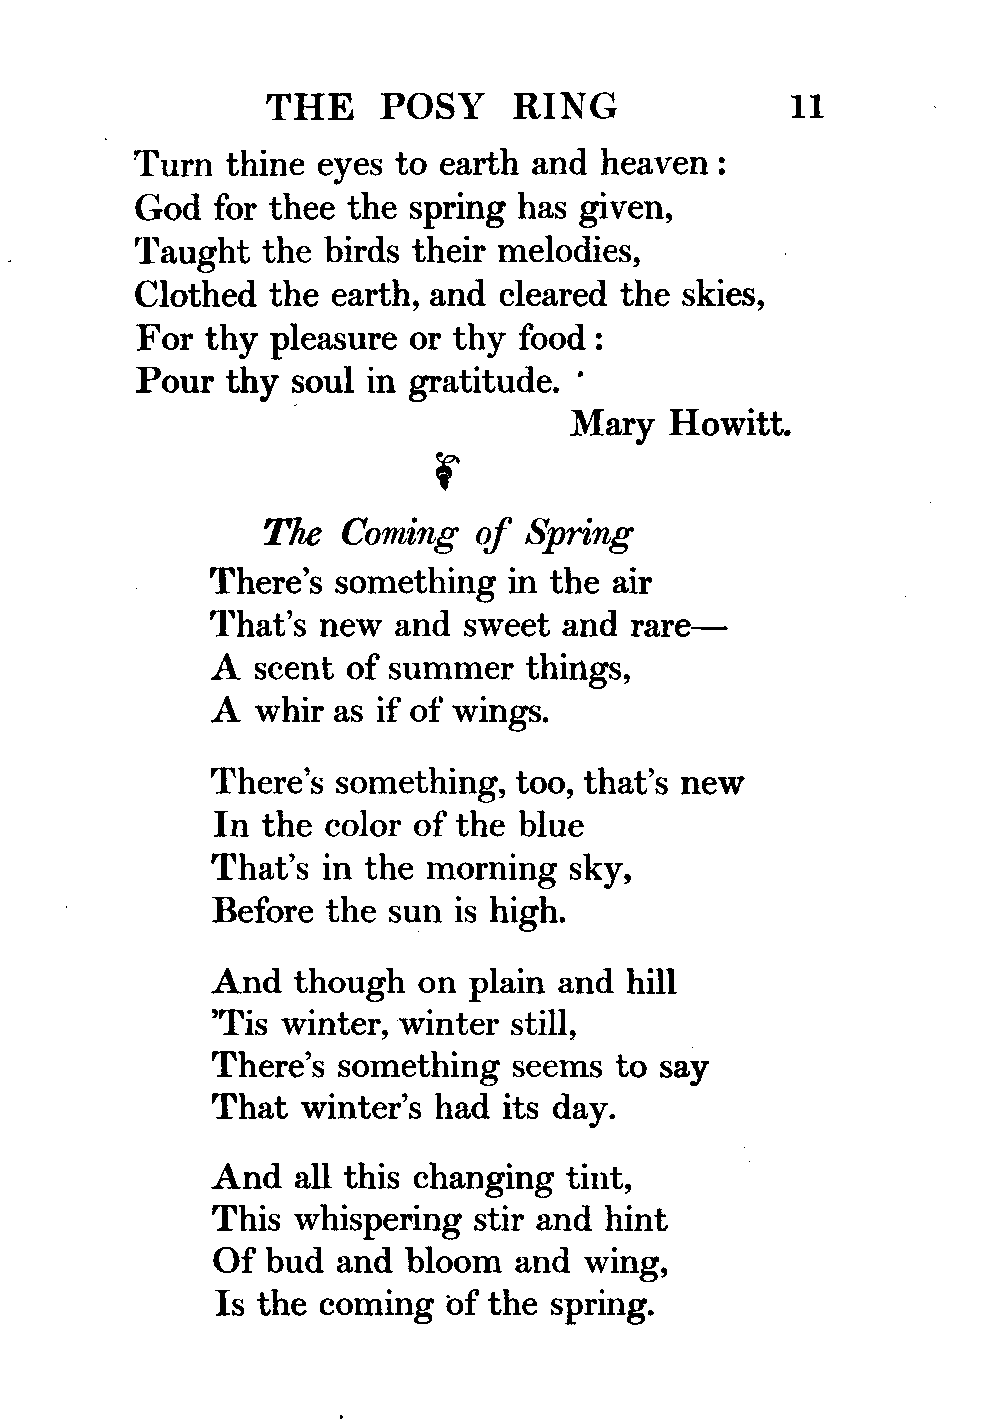 THE POSY RING 11
Turn thine eyes to earth and heaven :
God for thee the spring has given,
Taught the birds their melodies,
Clothed the earth, and cleared the skies,
For thy pleasure or thy food :
Pour thy soul in gratitude.
Mary Howitt.
The Coming of Spring
There's something in the air
That's new and sweet and rare—
A scent of summer things,
A whir as if of wings.
There's something, too, that's new
In the color of the blue
That's in the morning sky,
Before the sun is high.
And though on plain and hill
'Tis winter, winter still,
There's something seems to say
That winter's had its day.
And all this changing tint,
This whispering stir and hint
Of bud and bloom and wing,
Is the coming of the spring.